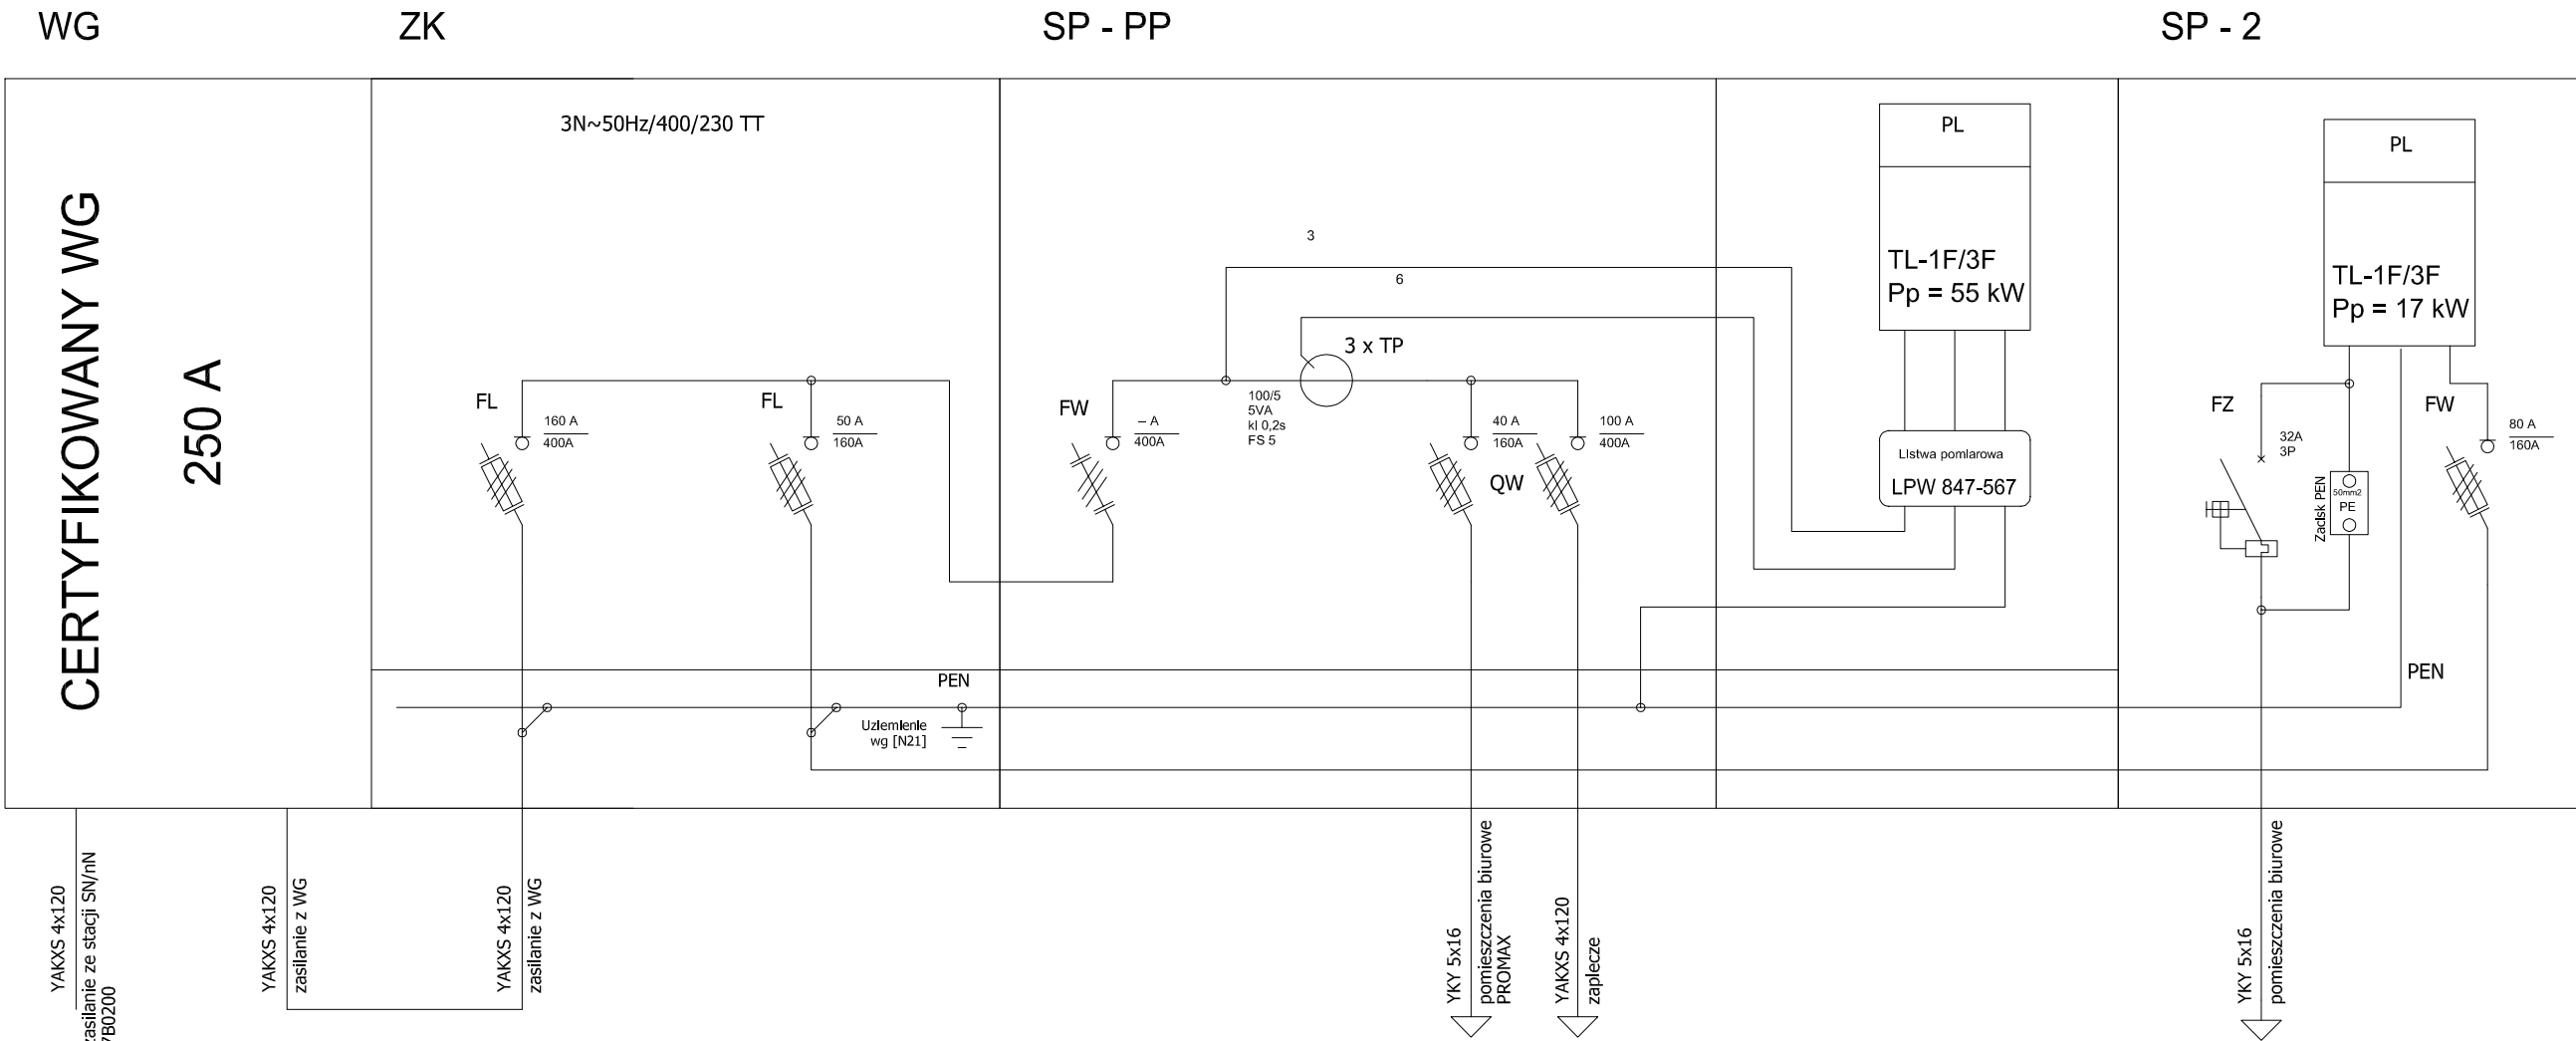 WG
ZK
SP - PP
SP - 2
CERTYFIKOWANY WG
250 A
3N~50Hz/400/230 TT
FL
160 A
400A
FL
50 A
160A
PEN
Uziemienie
wg [N21]
FW
– A
400A
3
6
3 x TP
100/5
5VA
kl 0,2s
FS 5
40 A
160A
QW
100 A
400A
PL
TL-1F/3F
Pp = 55 kW
Listwa pomiarowa
LPW 847-567
PL
TL-1F/3F
Pp = 17 kW
FZ
32A
3P
Zacisk PEN
50mm2
PE
FW
80 A
160A
PEN
YAKXS 4x120
zasilanie ze stacji SN/nN
7B0200
YAKXS 4x120
zasilanie z WG
YAKXS 4x120
zasilanie z WG
YKY 5x16
pomieszczenia biurowe
PROMAX
YAKXS 4x120
zaplecze
YKY 5x16
pomieszczenia biurowe